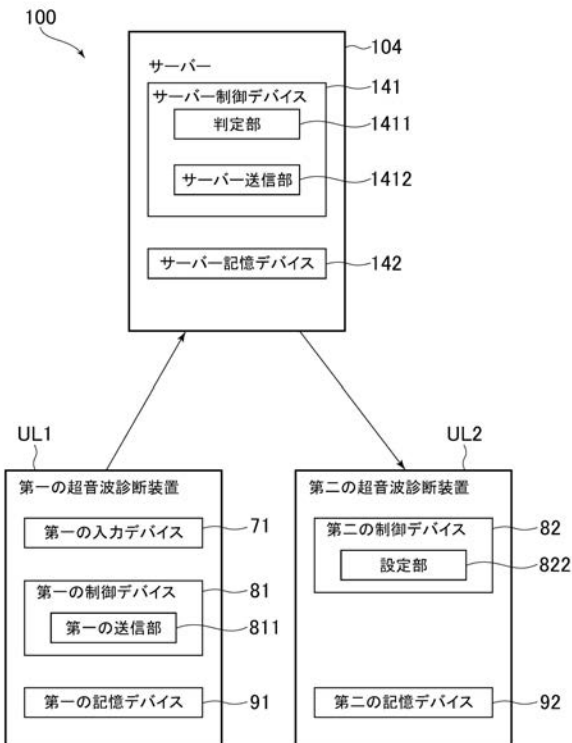 100
104
サーバー
サーバー制御デバイス
141
判定部
1411
サーバー送信部
1412
サーバー記憶デバイス
142
UL1
第一の超音波診断装置
第一の入力デバイス
71
第一の制御デバイス
81
第一の送信部
811
第一の記憶デバイス
91
UL2
第二の超音波診断装置
第二の制御デバイス
82
設定部
822
第二の記憶デバイス
92